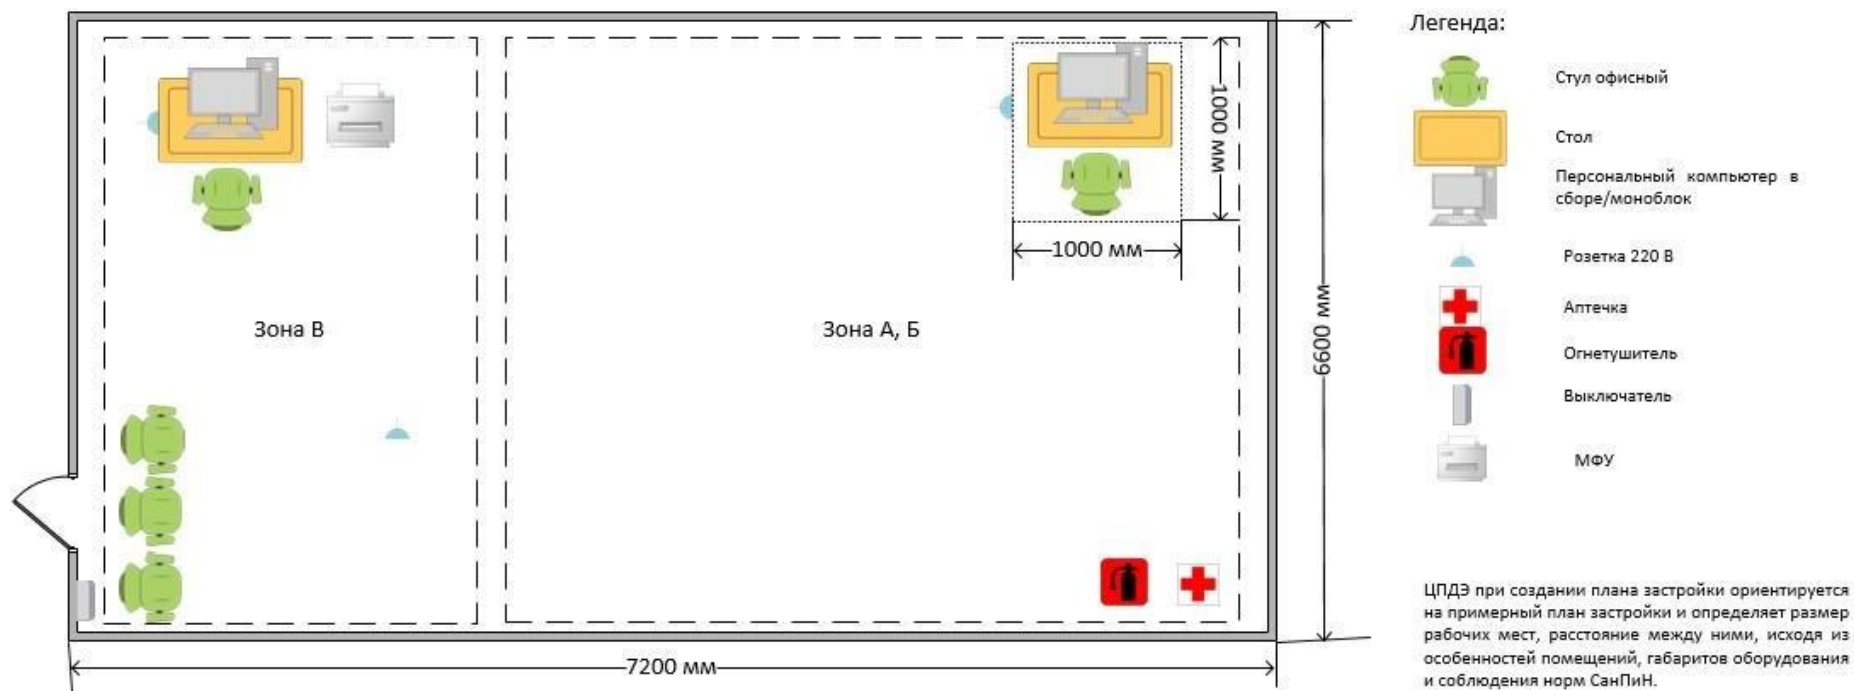 Легенда:
Стул офисный
Стол
Персональный компьютер в
сборе/моноблок
Розетка 220 В
Аптечка
Огнетушитель
Выключатель
МФУ
1000 мм
1000 мм
Зона В
Зона А, Б
6600 мм
7200 мм
ЦПДЭ при создании плана застройки ориентируется
на примерный план застройки и определяет размер
рабочих мест, расстояние между ними, исходя из
особенностей помещений, габаритов оборудования
и соблюдения норм СанПиН.